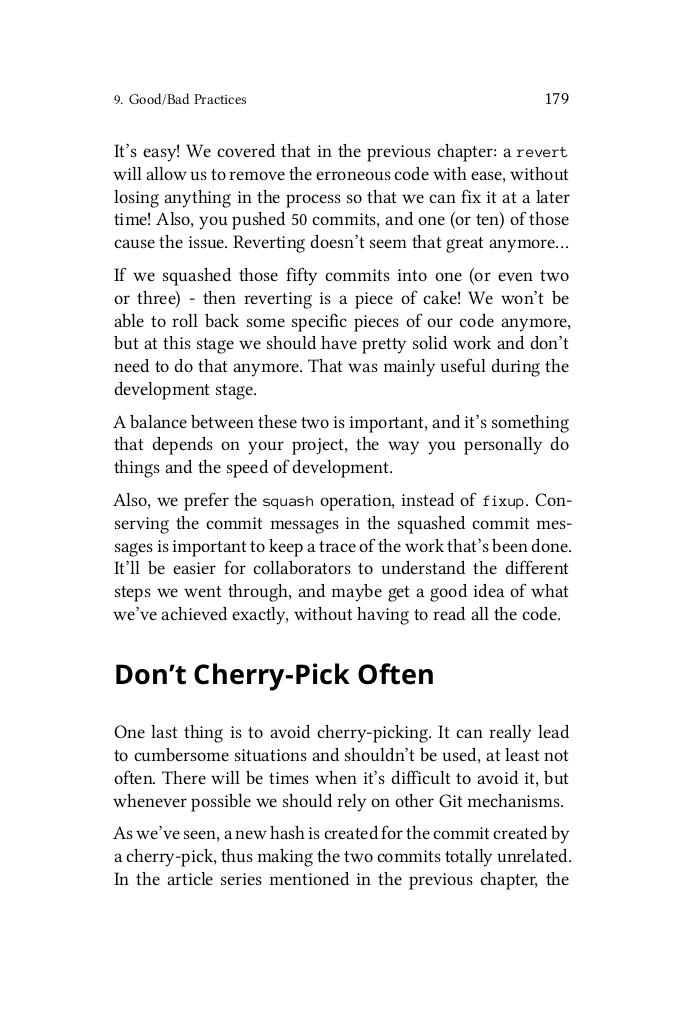 9. Good/Bad Practices 179
It’s easy! We covered that in the previous chapter: a revert
will allow us to remove the erroneous code with ease, without
losing anything in the process so that we can fix it at a later
time! Also, you pushed 50 commits, and one (or ten) of those
cause the issue. Reverting doesn’t seem that great anymore…
If we squashed those fifty commits into one (or even two
or three) - then reverting is a piece of cake! We won’t be
able to roll back some specific pieces of our code anymore,
but at this stage we should have pretty solid work and don’t
need to do that anymore. That was mainly useful during the
development stage.
A balance between these two is important, and it’s something
that depends on your project, the way you personally do
things and the speed of development.
Also, we prefer the squash operation, instead of fixup. Con-
serving the commit messages in the squashed commit mes-
sages is important to keep a trace of the work that’s been done.
It’ll be easier for collaborators to understand the different
steps we went through, and maybe get a good idea of what
we’ve achieved exactly, without having to read all the code.
Don’t Cherry-Pick Often
One last thing is to avoid cherry-picking. It can really lead
to cumbersome situations and shouldn’t be used, at least not
often. There will be times when it’s difficult to avoid it, but
whenever possible we should rely on other Git mechanisms.
As we’ve seen, a new hash is created for the commit created by
a cherry-pick, thus making the two commits totally unrelated.
In the article series mentioned in the previous chapter, the